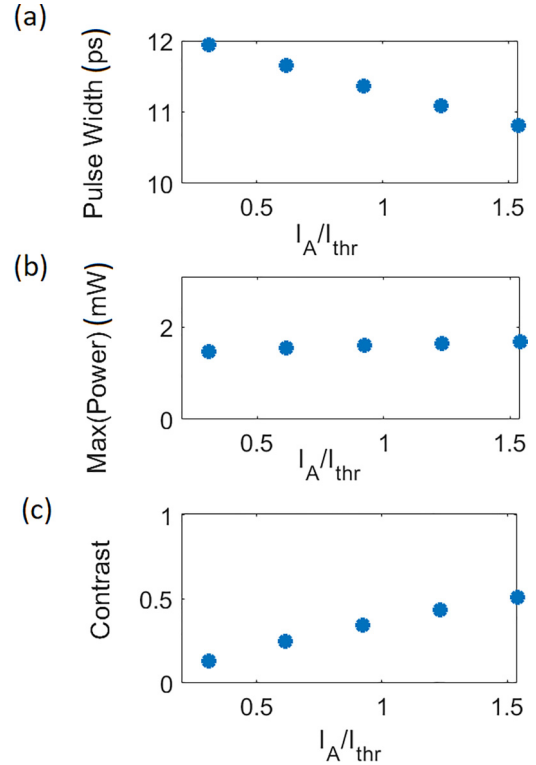 (a)
Pulse Width (ps)
12
11
10
0.5 1 1.5
I_A/I_thr
(b)
Max(Power) (mW)
2
0
0.5 1 1.5
I_A/I_thr
(c)
Contrast
1
0.5
0
0.5 1 1.5
I_A/I_thr